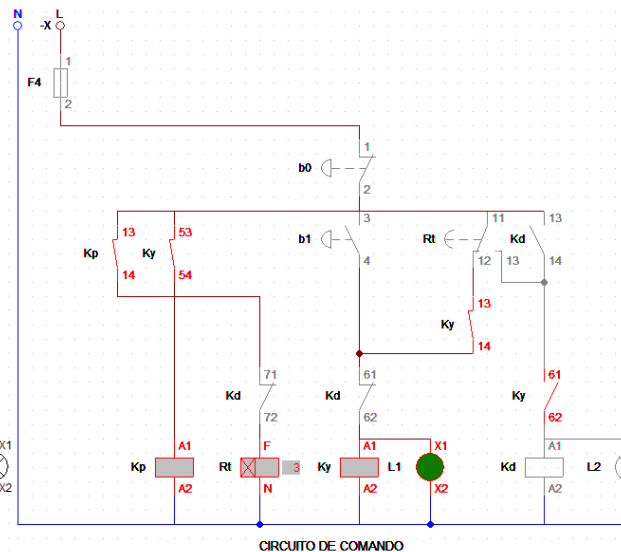 N L
-X
1
F4
2
1
b0
2
3 11 13
13 53
b1 Rt Kd
Kp Ky
14 54 4 12 13 14
13
Ky
14
71 61 61
Kd Kd Ky
72 62 62
X1 A1 F A1 X1 A1
Kp Rt 3 Ky L1 Kd L2
X2 A2 N A2 X2 A2
CIRCUITO DE COMANDO